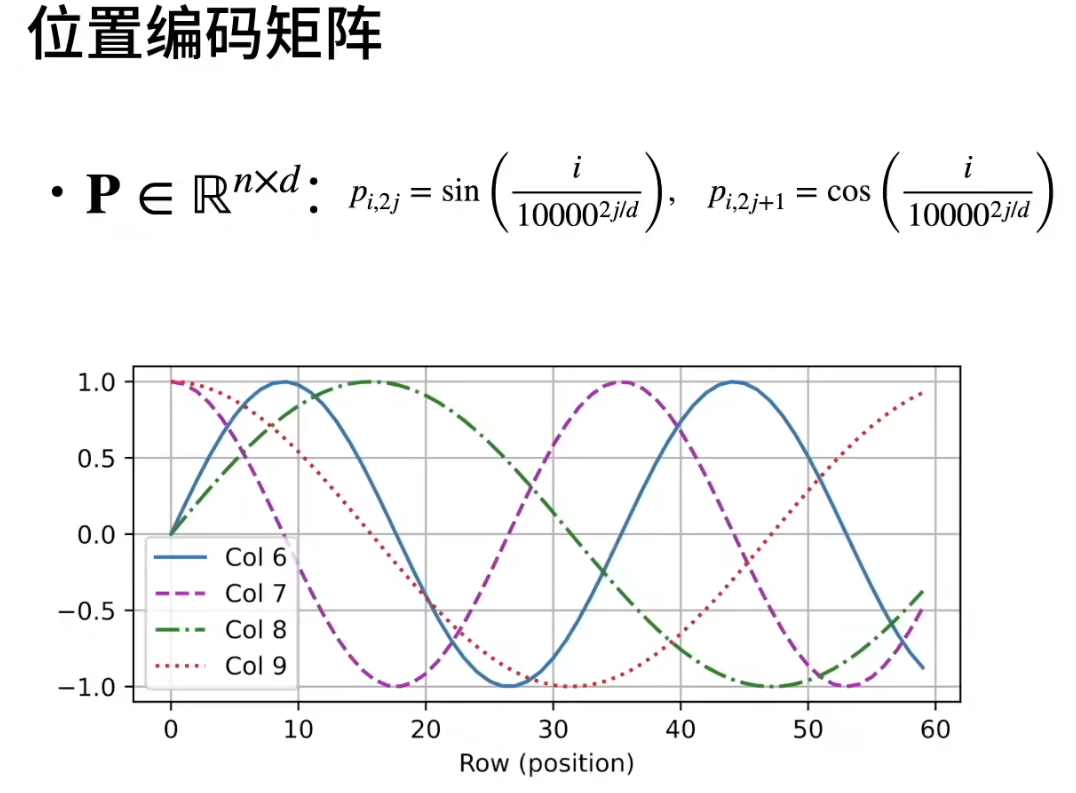 位置编码矩阵
• P ∈ ℝ^{n×d}: p_{i,2j} = sin(i/10000^{2j/d}), p_{i,2j+1} = cos(i/10000^{2j/d})
1.0
0.5
0.0
−0.5
−1.0
Col 6
Col 7
Col 8
Col 9
0 10 20 30 40 50 60
Row (position)